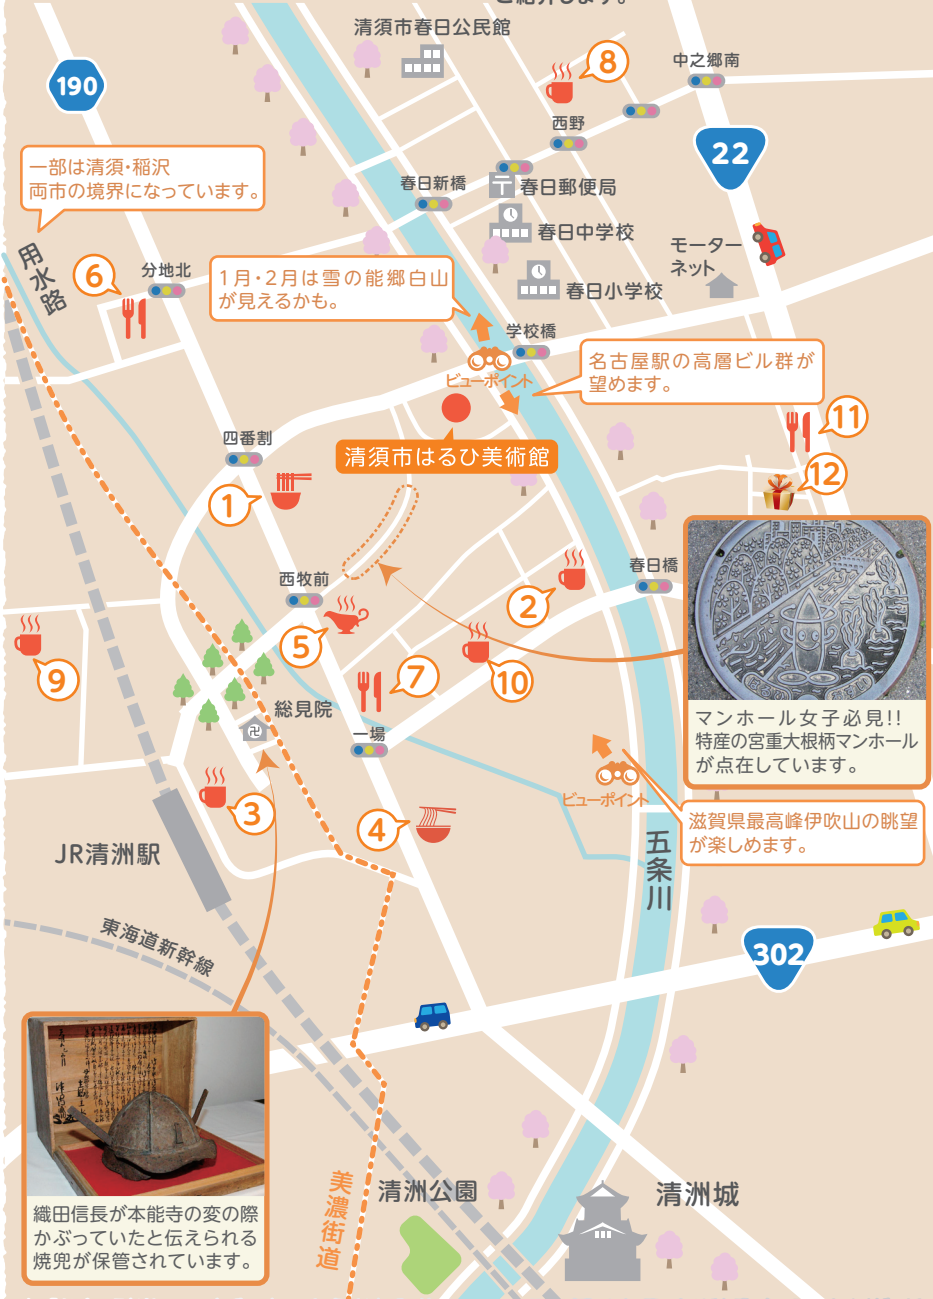 ご紹介します。
清須市春日公民館
8
中之郷南
190
西野
22
一部は清須・稲沢
両市の境界になっています。
春日新橋
春日郵便局
春日中学校
モーター
ネット
用水路
6
分地北
1月・2月は雪の能郷白山
が見えるかも。
春日小学校
学校橋
ビューポイント
名古屋駅の高層ビル群が
望めます。
11
四番割
清須市はるひ美術館
12
1
西牧前
2
春日橋
5
9
10
7
総見院
一場
マンホール女子必見!!
特産の宮重大根柄マンホール
が点在しています。
3
4
ビューポイント
滋賀県最高峰伊吹山の眺望
が楽しめます。
JR清洲駅
五条川
東海道新幹線
302
織田信長が本能寺の変の際
かぶっていたと伝えられる
焼兜が保管されています。
美濃街道
清洲公園
清洲城